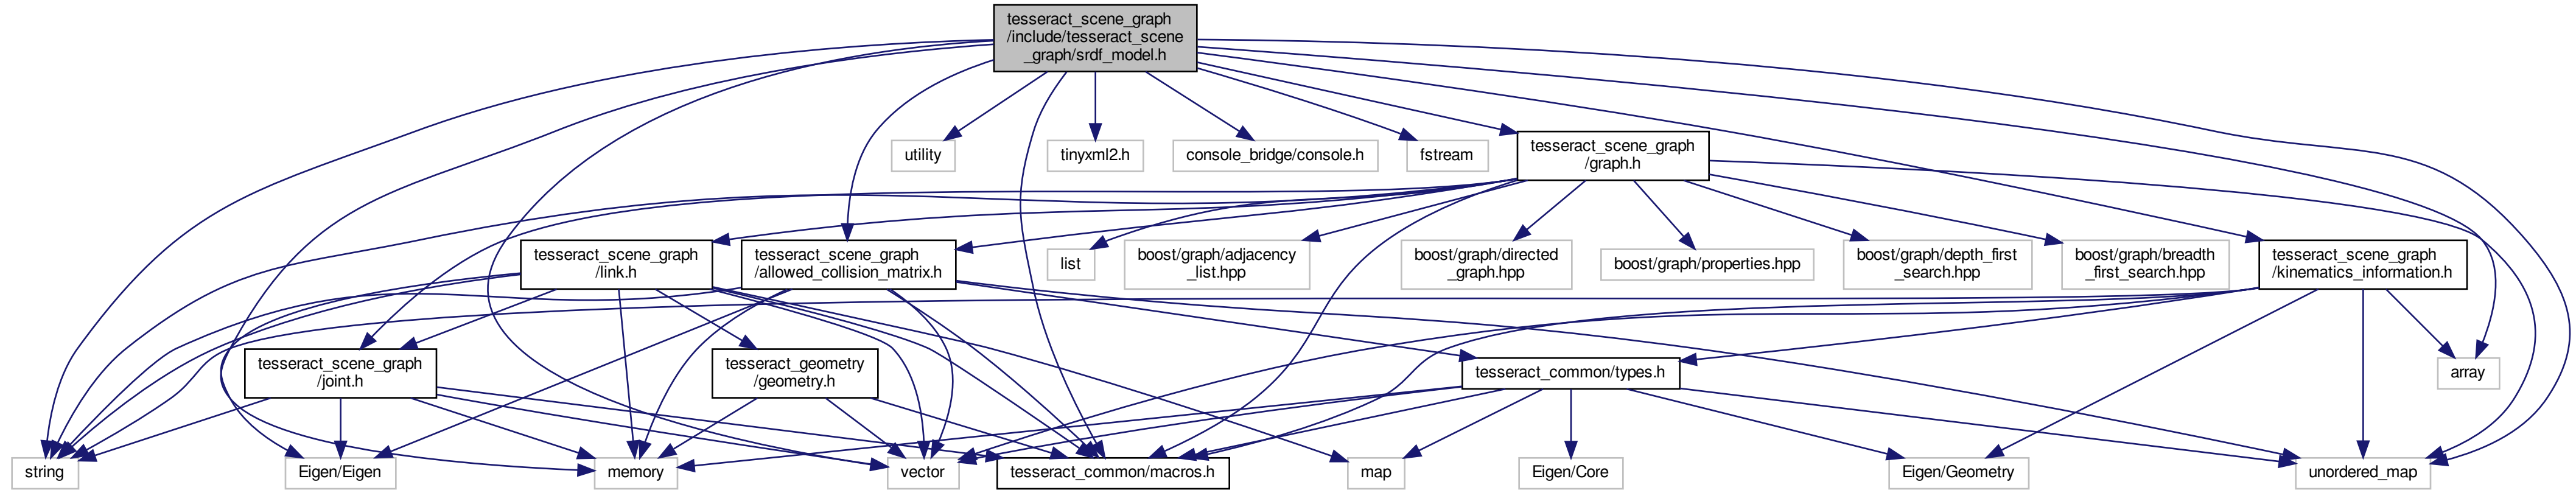 tesseract_scene_graph
/include/tesseract_scene
_graph/srdf_model.h
utility
tinyxml2.h
console_bridge/console.h
fstream
tesseract_scene_graph
/graph.h
tesseract_scene_graph
/link.h
tesseract_scene_graph
/allowed_collision_matrix.h
list
boost/graph/adjacency
_list.hpp
boost/graph/directed
_graph.hpp
boost/graph/properties.hpp
boost/graph/depth_first
_search.hpp
boost/graph/breadth
_first_search.hpp
tesseract_scene_graph
/kinematics_information.h
tesseract_scene_graph
/joint.h
tesseract_geometry
/geometry.h
tesseract_common/types.h
array
string
Eigen/Eigen
memory
vector
tesseract_common/macros.h
map
Eigen/Core
Eigen/Geometry
unordered_map